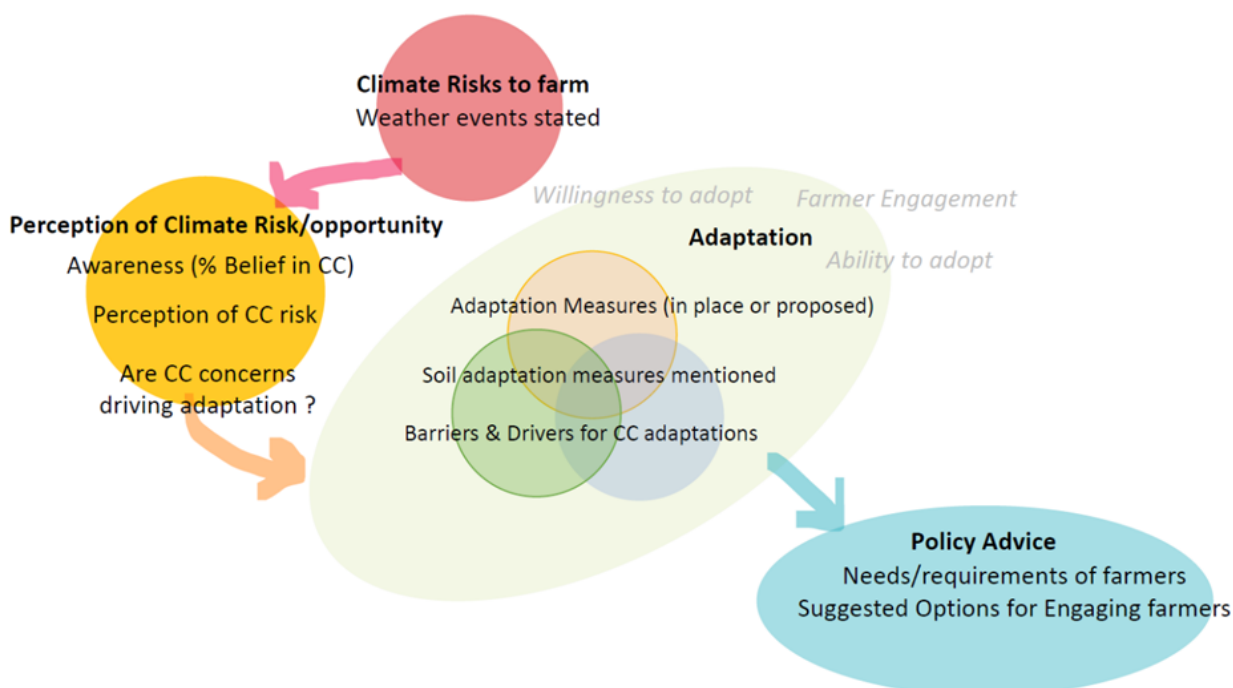 Climate Risks to farm
Weather events stated
Perception of Climate Risk/opportunity
Awareness (% Belief in CC)
Perception of CC risk
Are CC concerns
driving adaptation ?
Willingness to adopt
Farmer Engagement
Adaptation
Ability to adopt
Adaptation Measures (in place or proposed)
Soil adaptation measures mentioned
Barriers & Drivers for CC adaptations
Policy Advice
Needs/requirements of farmers
Suggested Options for Engaging farmers